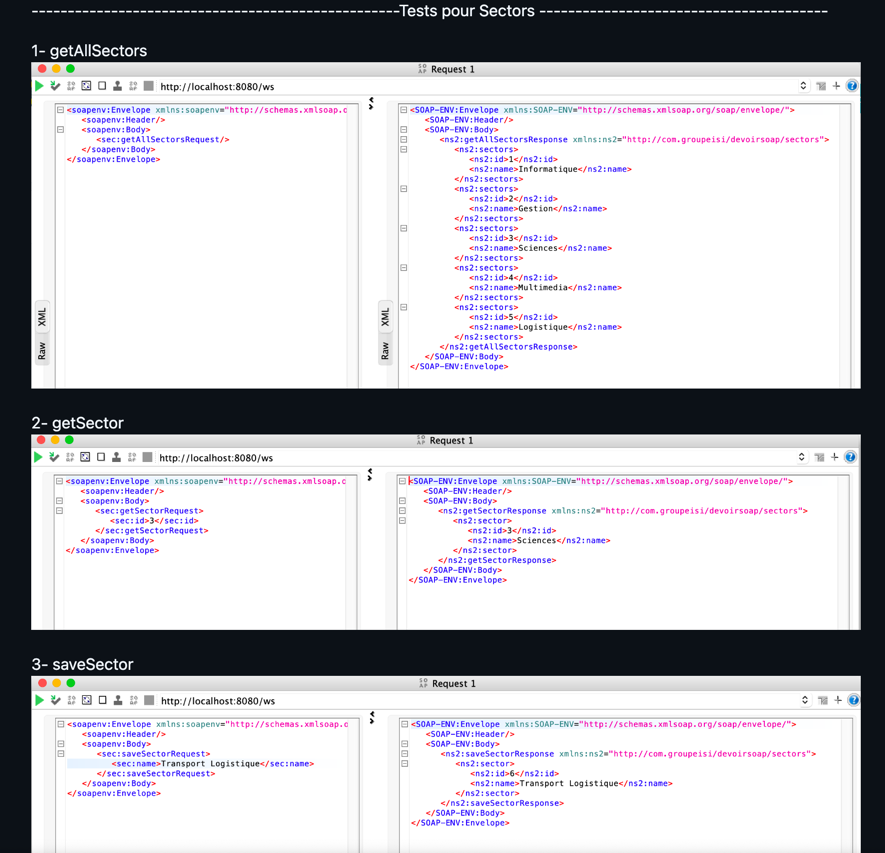 ---------------------------------------------------Tests pour Sectors ----------------------------------------
1- getAllSectors
Request 1
http://localhost:8080/ws
<soapenv:Envelope xmlns:soapenv="http://schemas.xmlsoap.o
<soapenv:Header/>
<soapenv:Body>
<sec:getAllSectorsRequest/>
</soapenv:Body>
</soapenv:Envelope>
XML
Raw
<SOAP-ENV:Envelope xmlns:SOAP-ENV="http://schemas.xmlsoap.org/soap/envelope/">
<SOAP-ENV:Header/>
<SOAP-ENV:Body>
<ns2:getAllSectorsResponse xmlns:ns2="http://com.groupeisi/devoirsoap/sectors">
<ns2:sectors>
<ns2:id>1</ns2:id>
<ns2:name>Informatique</ns2:name>
</ns2:sectors>
<ns2:sectors>
<ns2:id>2</ns2:id>
<ns2:name>Gestion</ns2:name>
</ns2:sectors>
<ns2:sectors>
<ns2:id>3</ns2:id>
<ns2:name>Sciences</ns2:name>
</ns2:sectors>
<ns2:sectors>
<ns2:id>4</ns2:id>
<ns2:name>Multimedia</ns2:name>
</ns2:sectors>
<ns2:sectors>
<ns2:id>5</ns2:id>
<ns2:name>Logistique</ns2:name>
</ns2:sectors>
</ns2:getAllSectorsResponse>
</SOAP-ENV:Body>
</SOAP-ENV:Envelope>
XML
Raw
2- getSector
Request 1
http://localhost:8080/ws
<soapenv:Envelope xmlns:soapenv="http://schemas.xmlsoap.o
<soapenv:Header/>
<soapenv:Body>
<sec:getSectorRequest>
<sec:id>3</sec:id>
</sec:getSectorRequest>
</soapenv:Body>
</soapenv:Envelope>
<SOAP-ENV:Envelope xmlns:SOAP-ENV="http://schemas.xmlsoap.org/soap/envelope/">
<SOAP-ENV:Header/>
<SOAP-ENV:Body>
<ns2:getSectorResponse xmlns:ns2="http://com.groupeisi/devoirsoap/sectors">
<ns2:sector>
<ns2:id>3</ns2:id>
<ns2:name>Sciences</ns2:name>
</ns2:sector>
</ns2:getSectorResponse>
</SOAP-ENV:Body>
</SOAP-ENV:Envelope>
3- saveSector
Request 1
http://localhost:8080/ws
<soapenv:Envelope xmlns:soapenv="http://schemas.xmlsoap.o
<soapenv:Header/>
<soapenv:Body>
<sec:saveSectorRequest>
<sec:name>Transport Logistique</sec:name>
</sec:saveSectorRequest>
</soapenv:Body>
</soapenv:Envelope>
<SOAP-ENV:Envelope xmlns:SOAP-ENV="http://schemas.xmlsoap.org/soap/envelope/">
<SOAP-ENV:Header/>
<SOAP-ENV:Body>
<ns2:saveSectorResponse xmlns:ns2="http://com.groupeisi/devoirsoap/sectors">
<ns2:sector>
<ns2:id>6</ns2:id>
<ns2:name>Transport Logistique</ns2:name>
</ns2:sector>
</ns2:saveSectorResponse>
</SOAP-ENV:Body>
</SOAP-ENV:Envelope>